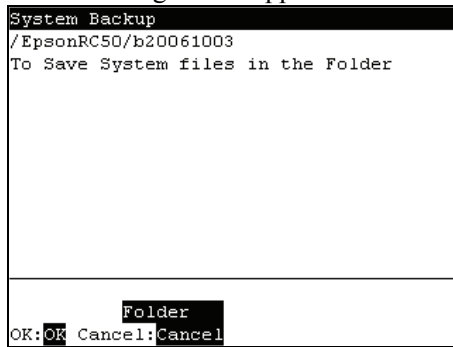 System Backup
/EpsonRC50/b20061003
To Save System files in the Folder
Folder
OK:OK Cancel:Cancel